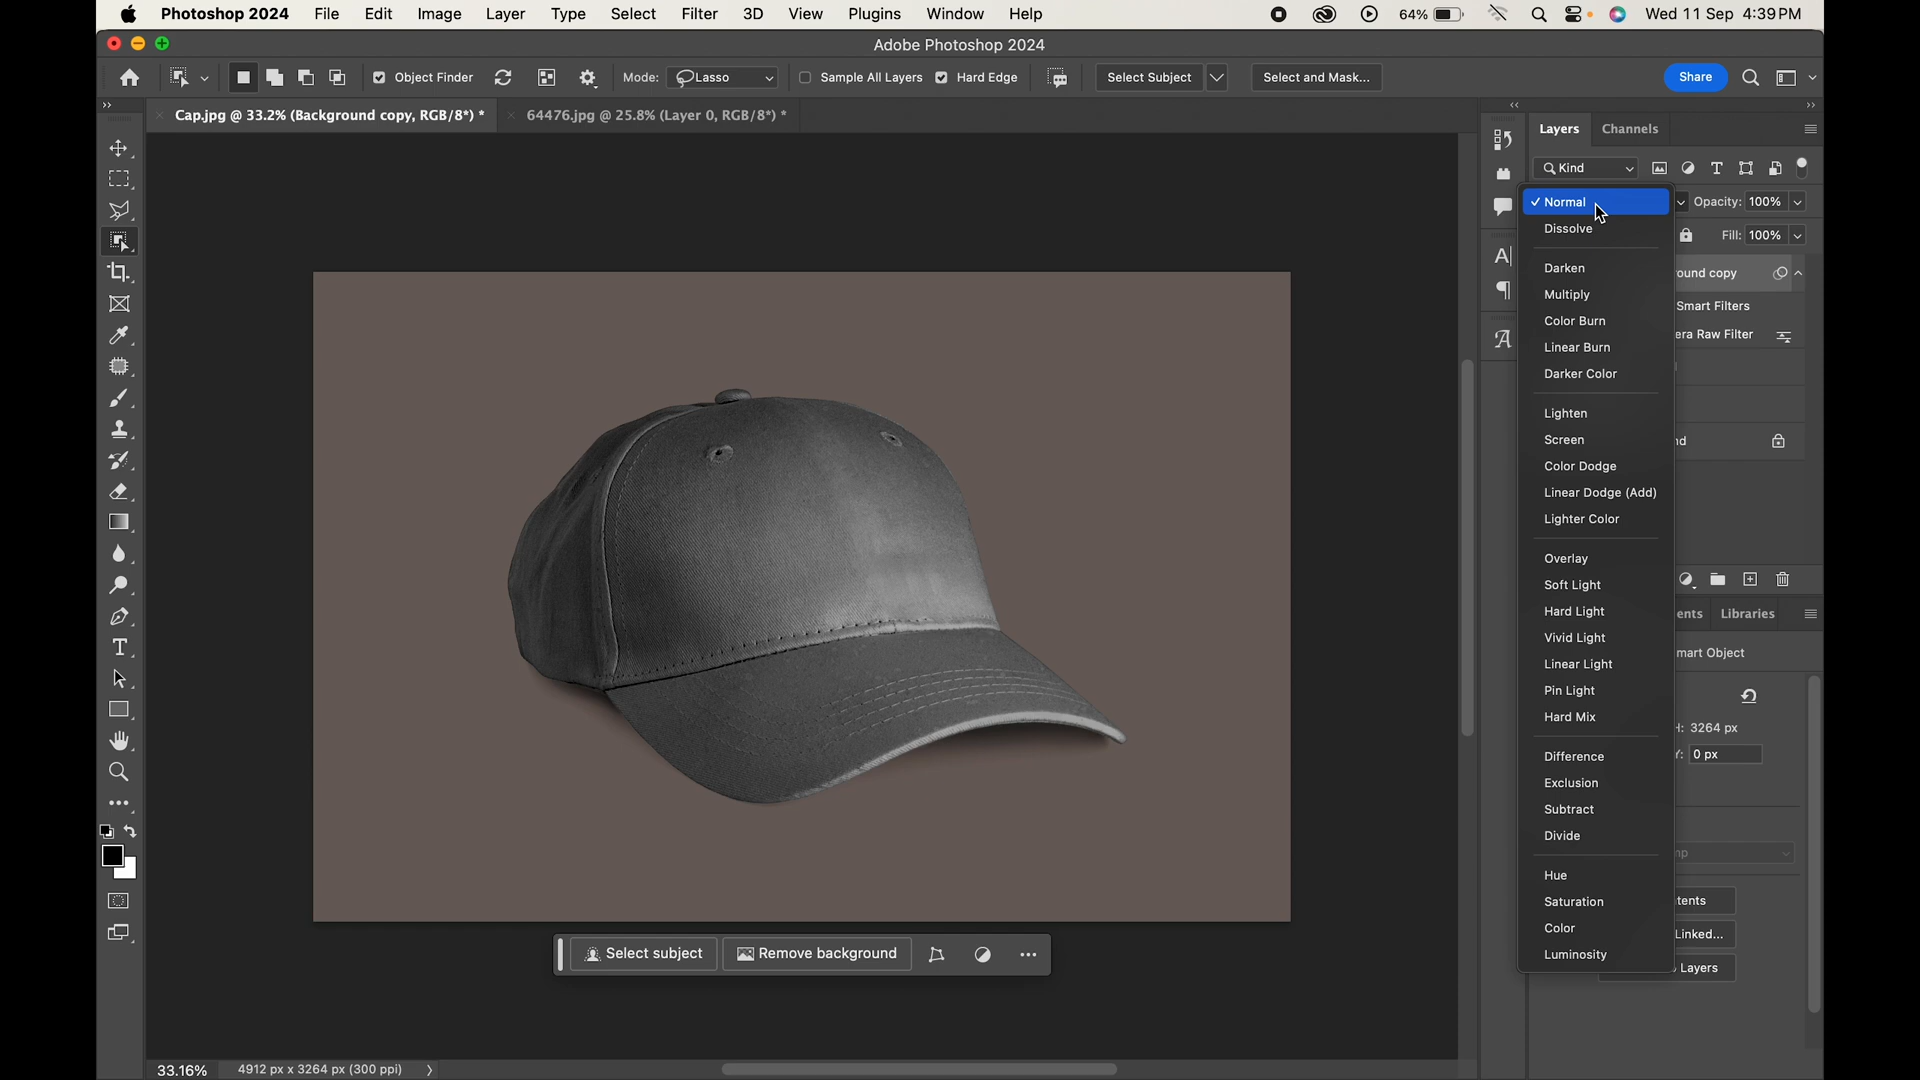 Photoshop 2024 File Edit Image Layer Type Select Filter 3D View Plugins Window Help 64% Wed 11 Sep 4:39 PM
Adobe Photoshop 2024
Object Finder Mode: Lasso Sample All Layers Hard Edge Select Subject Select and Mask... Share
Cap.jpg @ 33.2% (Background copy, RGB/8*) * 64476.jpg @ 25.8% (Layer 0, RGB/8*) *
Layers Channels
Kind
Normal
Opacity: 100%
Dissolve
Fill: 100%
Darken
ound copy
Multiply
Smart Filters
Color Burn
era Raw Filter
Linear Burn
Darker Color
Lighten
Screen
nd
Color Dodge
Linear Dodge (Add)
Lighter Color
Overlay
Soft Light
Hard Light
ents Libraries
Vivid Light
mart Object
Linear Light
Pin Light
Hard Mix
H: 3264 px
Difference
Y: 0 px
Exclusion
Subtract
Divide
mp
Hue
Saturation
tents
Color
Linked...
Luminosity
Layers
Select subject Remove background
33.16% 4912 px x 3264 px (300 ppi)